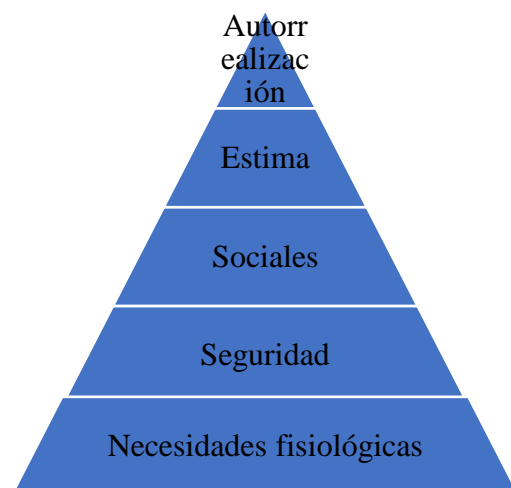 Autorr
ealizac
ión
Estima
Sociales
Seguridad
Necesidades fisiológicas